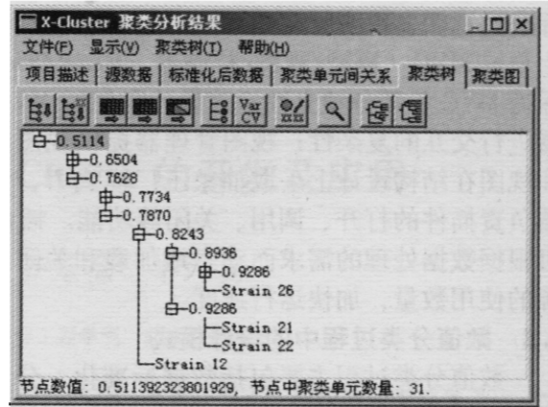 X-Cluster 聚类分析结果
文件(F) 显示(V) 聚类树(T) 帮助(H)
项目描述 源数据 标准化后数据 聚类单元间关系 聚类树 聚类图
Var
CV
0.5114
0.6504
0.7628
0.7734
0.7870
0.8243
0.8936
0.9286
Strain 26
0.9286
Strain 21
Strain 22
Strain 12
节点数值: 0.511392323801929, 节点中聚类单元数量: 31.